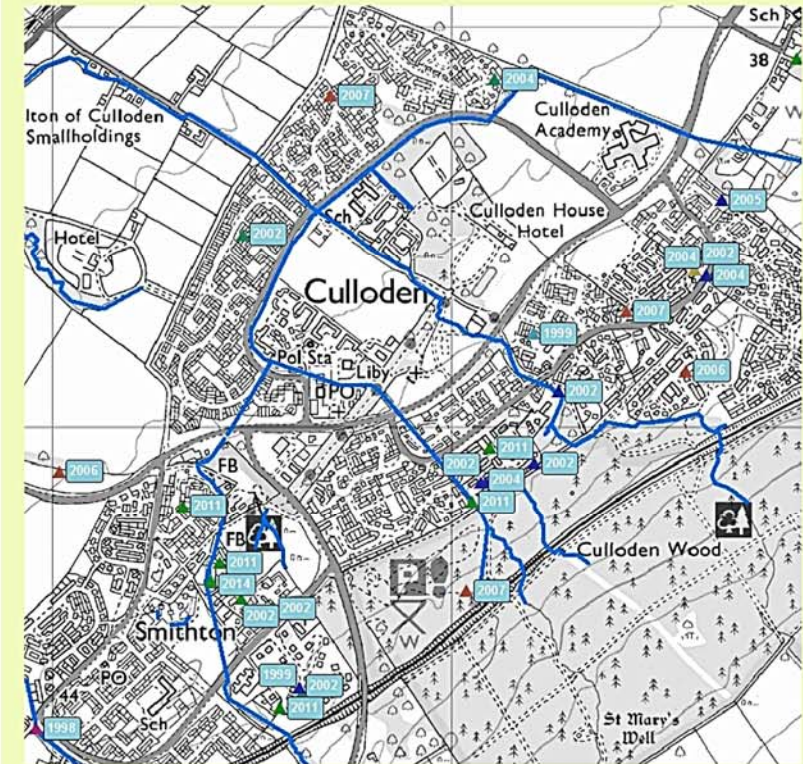 Sch
38
2004
2007
lton of Culloden
Smallholdings
Culloden
Academy
2005
Sch
Culloden House
Hotel
2002
Hotel
2004
2002
2004
Culloden
2007
1999
Pol Sta
Liby
PO
2006
2002
2011
2002
2002
2006
FB
2004
2011
2011
FB
Culloden Wood
2011
2014
2007
2002
2002
Smithton
W
PO
1999
2002
44
2011
Sch
St Mary's
Well
1998